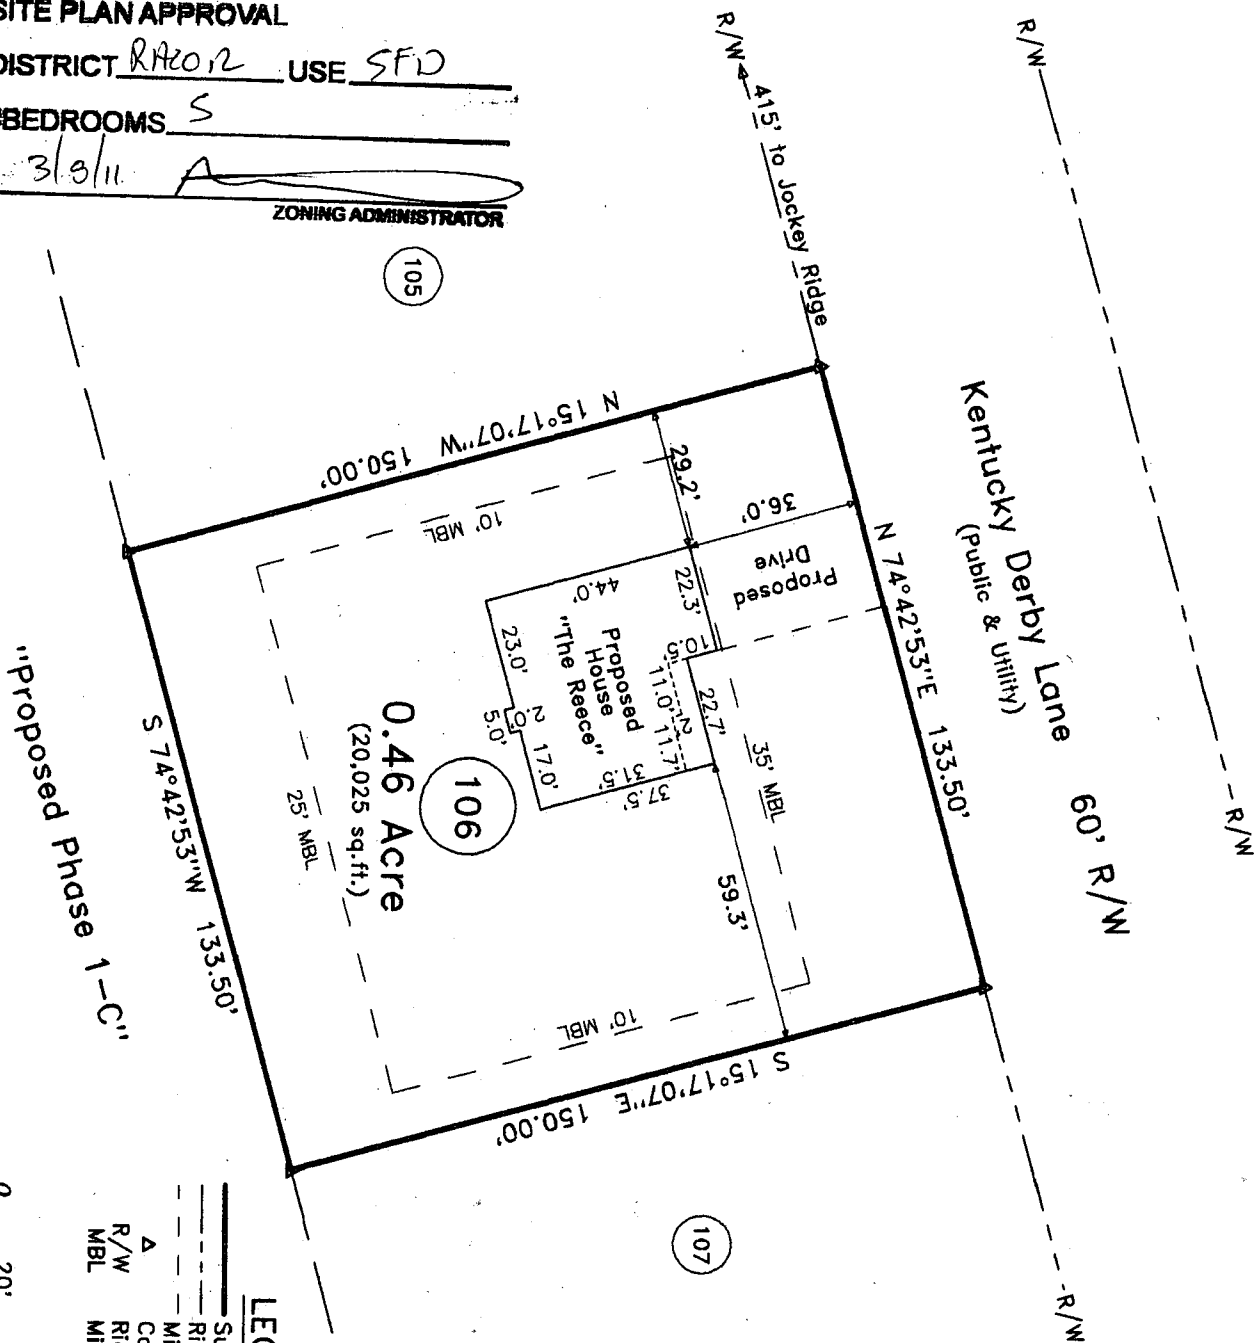 SITE PLAN APPROVAL
DISTRICT RA20R USE SFD
BEDROOMS
3/9/11
ZONING ADMINISTRATOR
105
R/W
415' to Jockey Ridge
R/W
R/W
R/W
Kentucky Derby Lane 60' R/W
(Public & Utility)
N 74°42'53"E 133.50'
N 15°17'07"W 150.00'
29.2'
36.0'
Proposed
Drive
10' MBL
44.0'
22.3'
10.5'
22.7'
11.0'
2'
11.7'
35' MBL
Proposed
House
"The Reece"
23.0'
2.0'
5.0'
17.0'
31.5'
37.5'
59.3'
106
0.46 Acre
(20,025 sq.ft.)
25' MBL
10' MBL
S 15°17'07"E 150.00'
S 74°42'53"W 133.50'
"Proposed Phase 1-C"
107
R/W
MBL
20'